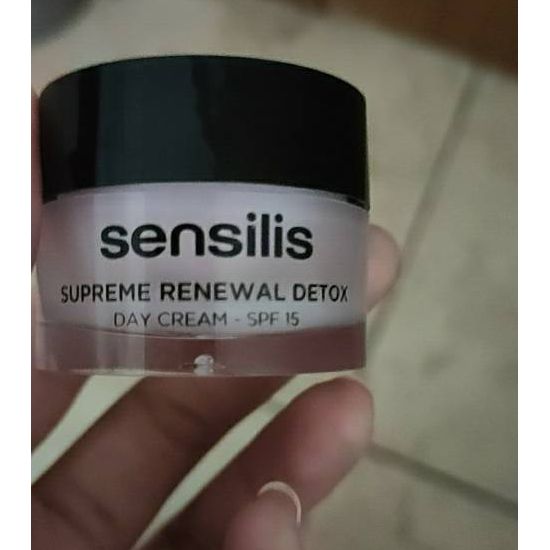 sensilis
SUPREME RENEWAL DETOX
DAY CREAM - SPF 15